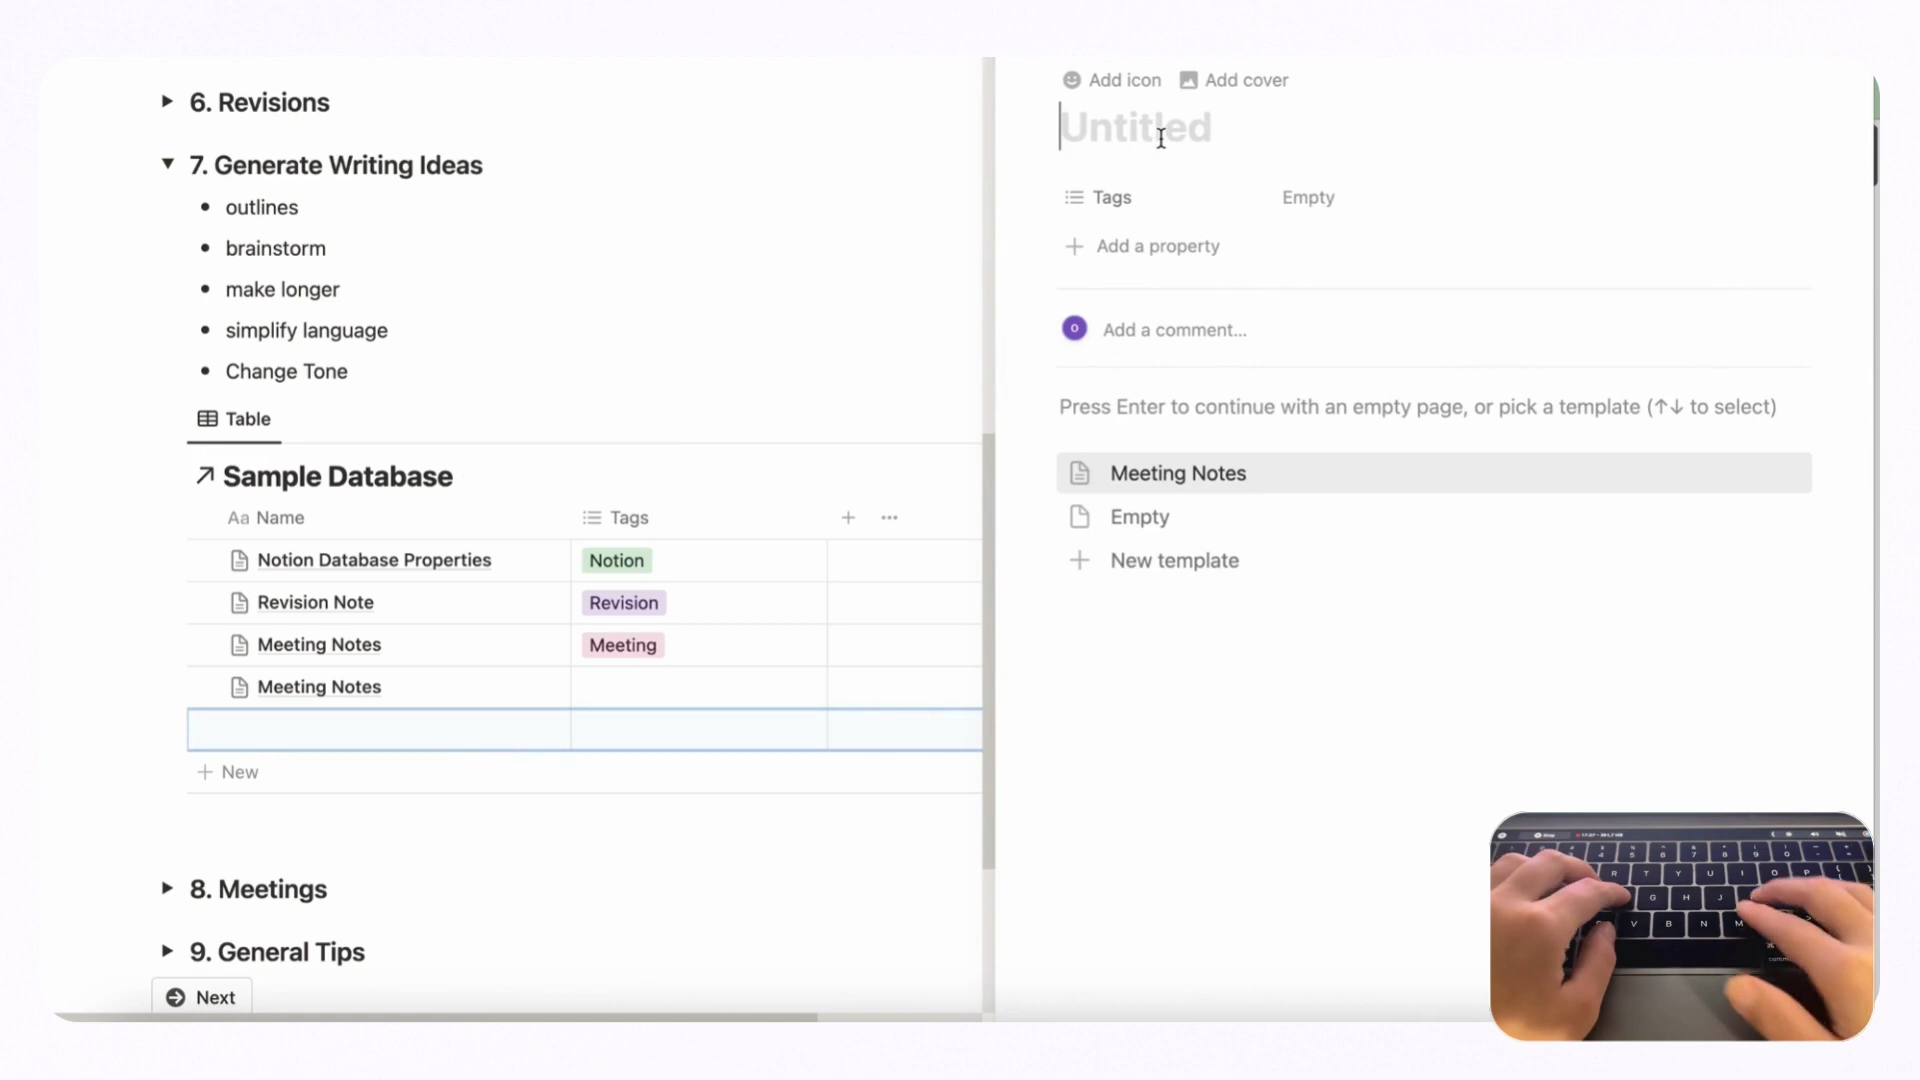 6. Revisions
7. Generate Writing Ideas
outlines
brainstorm
make longer
simplify language
Change Tone
Table
Sample Database
Aa Name
Tags
Notion Database Properties
Notion
Revision Note
Revision
Meeting Notes
Meeting
Meeting Notes
New
8. Meetings
9. General Tips
Next
Add icon
Add cover
Untitled
Tags
Empty
Add a property
O
Add a comment...
Press Enter to continue with an empty page, or pick a template (↑↓ to select)
Meeting Notes
Empty
New template
R T Y U I O P
G H J
V B N M